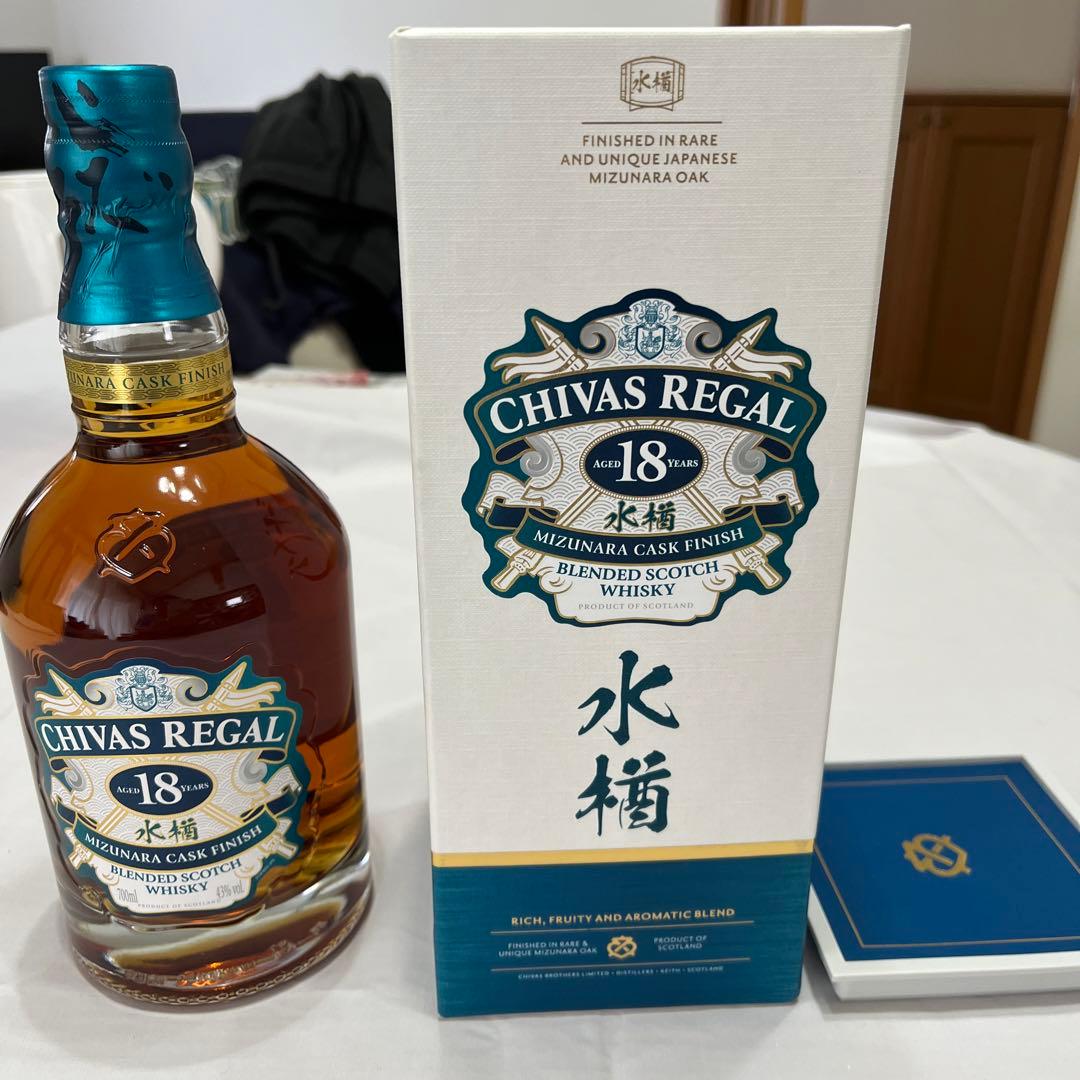 UNARA CASK FINISH
CHIVAS REGAL
AGED 18 YEARS
水楢
MIZUNARA CASK FINISH
BLENDED SCOTCH
WHISKY
700ml
43% vol.
PRODUCT OF SCOTLAND
水楢
FINISHED IN RARE
AND UNIQUE JAPANESE
MIZUNARA OAK
CHIVAS REGAL
AGED 18 YEARS
水楢
MIZUNARA CASK FINISH
BLENDED SCOTCH
WHISKY
PRODUCT OF SCOTLAND
水
楢
RICH, FRUITY AND AROMATIC BLEND
FINISHED IN RARE &
UNIQUE MIZUNARA OAK
PRODUCT OF
SCOTLAND
CHIVAS BROTHERS LIMITED • DISTILLERS • KEITH • SCOTLAND